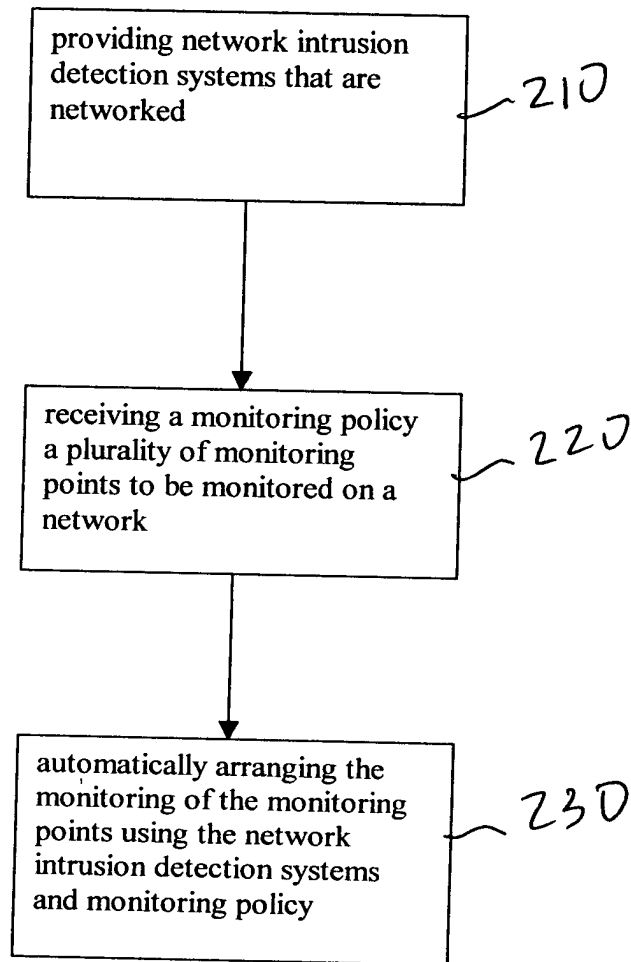 providing network intrusion
detection systems that are
networked
210
receiving a monitoring policy
a plurality of monitoring
points to be monitored on a
network
220
automatically arranging the
monitoring of the monitoring
points using the network
intrusion detection systems
and monitoring policy
230